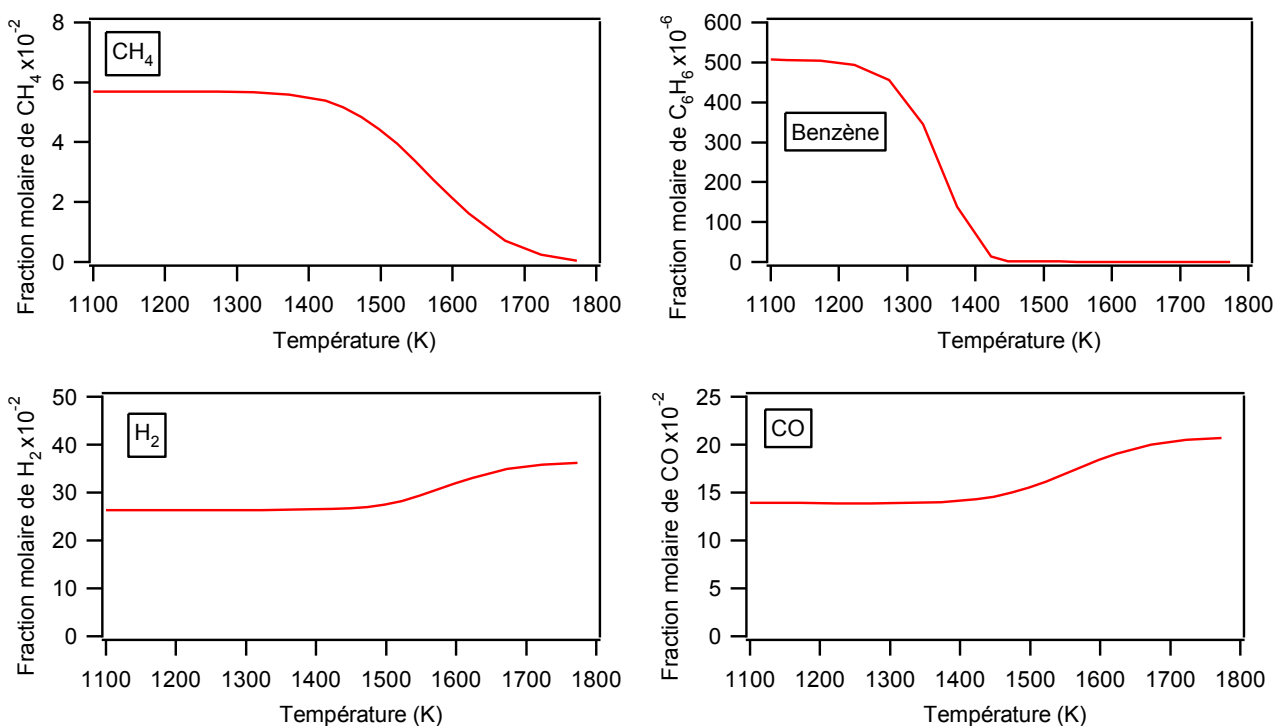 Fraction molaire de CH4 x10-2
8
6
4
2
0
CH4
1100 1200 1300 1400 1500 1600 1700 1800
Température (K)
Fraction molaire de C6H6 x10-6
600
500
400
300
200
100
0
Benzène
1100 1200 1300 1400 1500 1600 1700 1800
Température (K)
Fraction molaire de H2 x10-2
50
40
30
20
10
0
H2
1100 1200 1300 1400 1500 1600 1700 1800
Température (K)
Fraction molaire de CO x10-2
25
20
15
10
5
0
CO
1100 1200 1300 1400 1500 1600 1700 1800
Température (K)